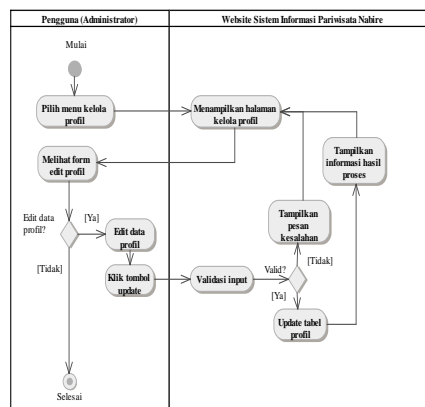 Pengguna (Administrator)
Website Sistem Informasi Pariwisata Nabire
Mulai
Pilih menu kelola
profil
Menampilkan halaman
kelola profil
Melihat form
edit profil
Tampilkan
informasi hasil
proses
Edit data
profil?
[Ya]
Edit data
profil
Tampilkan
pesan
kesalahan
[Tidak]
Klik tombol
update
Validasi input
Valid?
[Tidak]
[Ya]
Update tabel
profil
Selesai